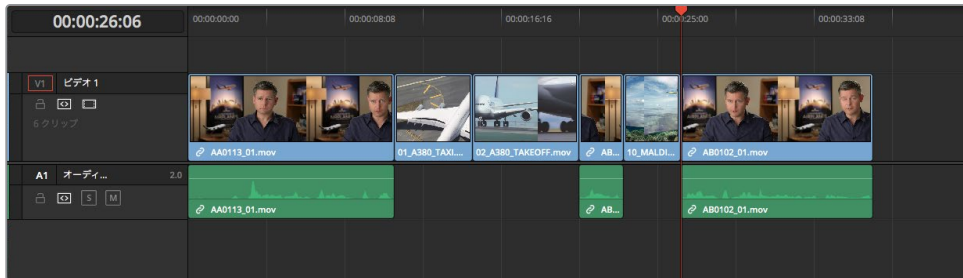 00:00:26:06
00:00:00:00
00:00:08:08
00:00:16:16
00:00:25:00
00:00:33:08
V1 ビデオ 1
6 クリップ
AA0113_01.mov
01_A380_TAXI....
02_A380_TAKEOFF.mov
AB...
10_MALDI...
AB0102_01.mov
A1 オーディ... 2.0
S M
AA0113_01.mov
AB...
AB0102_01.mov